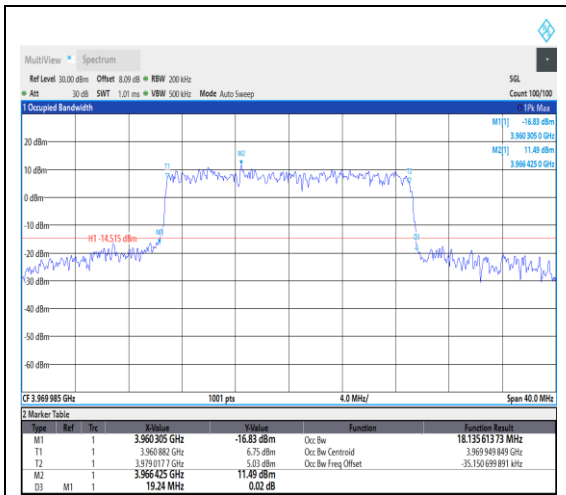 MultiView Spectrum
Ref Level 30.00 dBm Offset 8.09 dB RBW 200 kHz SGL
Att 30 dB SWT 1.01 ms VBW 500 kHz Mode Auto Sweep Count 100/100
1 Occupied Bandwidth 1Pk Max
M1[1] -16.83 dBm
3.960 305 0 GHz
M2[1] 11.49 dBm
3.966 425 0 GHz
20 dBm
M2
T1
T2
10 dBm
0 dBm
-10 dBm
M1
D3
H1 -14.515 dBm
-20 dBm
-30 dBm
-40 dBm
-50 dBm
-60 dBm
CF 3.969 985 GHz 1001 pts 4.0 MHz/ Span 40.0 MHz
2 Marker Table
Type Ref Trc X-Value Y-Value Function Function Result
M1 1 3.960305 GHz -16.83 dBm Occ Bw 18.135 613 73 MHz
T1 1 3.960 882 GHz 6.75 dBm Occ Bw Centroid 3.969 949 849 GHz
T2 1 3.979 017 7 GHz 5.03 dBm Occ Bw Freq Offset -35.150 699 891 kHz
M2 1 3.966425 GHz 11.49 dBm
D3 M1 1 19.24 MHz 0.02 dB